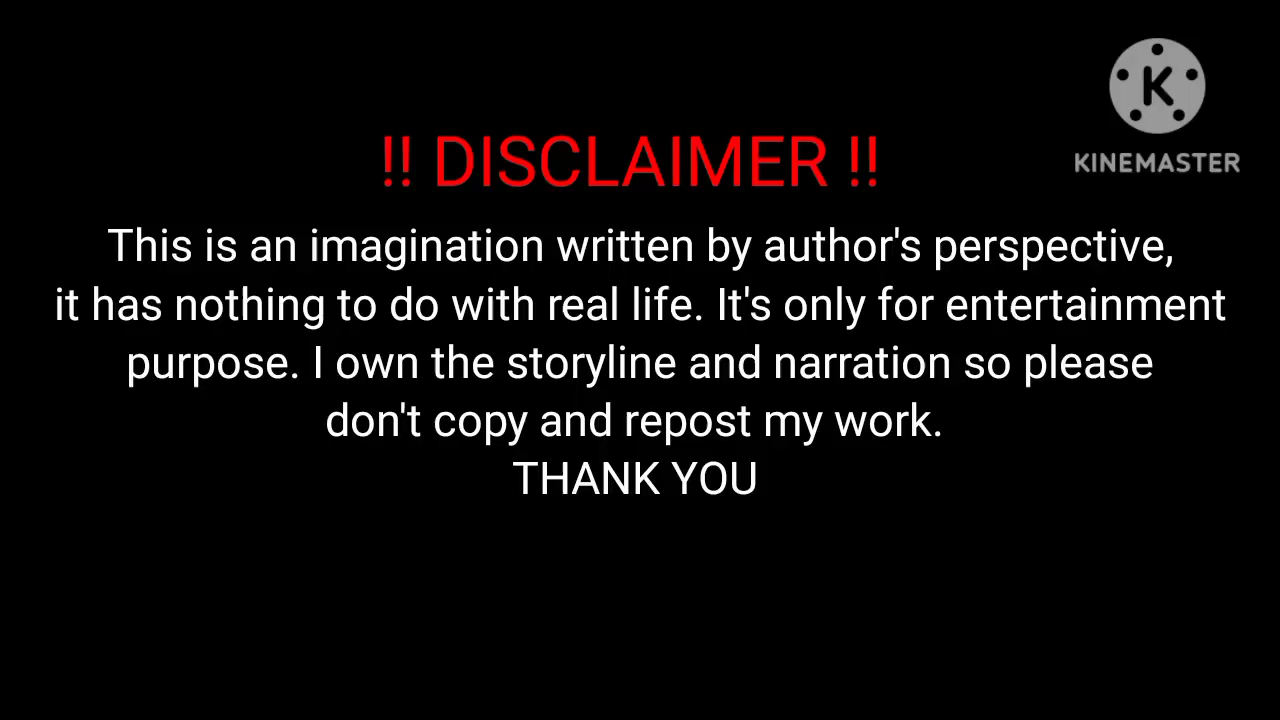 K
KINEMASTER
!! DISCLAIMER !!
This is an imagination written by author's perspective,
it has nothing to do with real life. It's only for entertainment
purpose. I own the storyline and narration so please
don't copy and repost my work.
THANK YOU